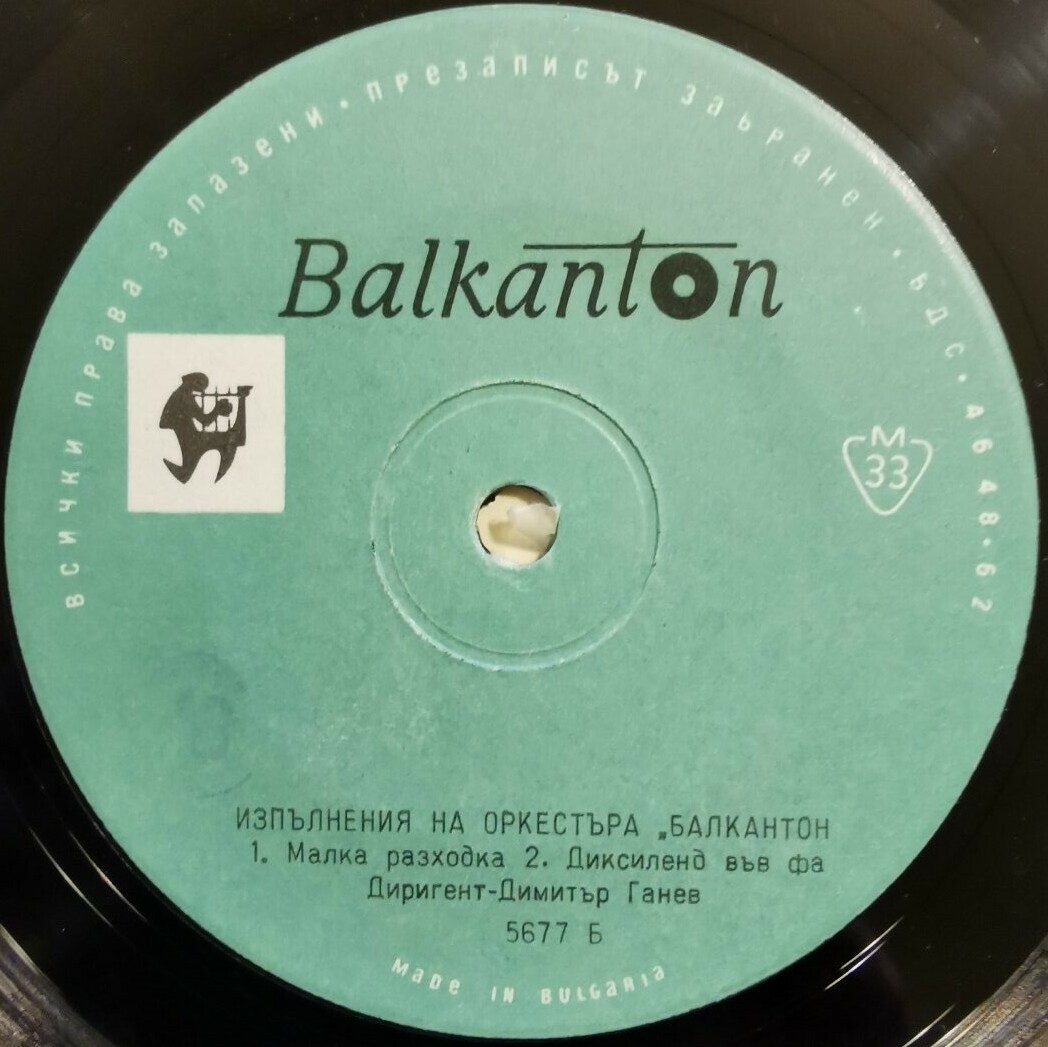 ВСИЧКИ ПРАВА ЗАПАЗЕНИ · ПРЕЗАПИСЪТ ЗАЬРАНЕН · БДС · 4648·62
Balkanton
М
33
ИЗПЪЛНЕНИЯ НА ОРКЕСТЪРА „БАЛКАНТОН
1. Малка разходка 2. Диксиленд във фа
Диригент-Димитър Ганев
5677 Б
MADE IN BULGARIA